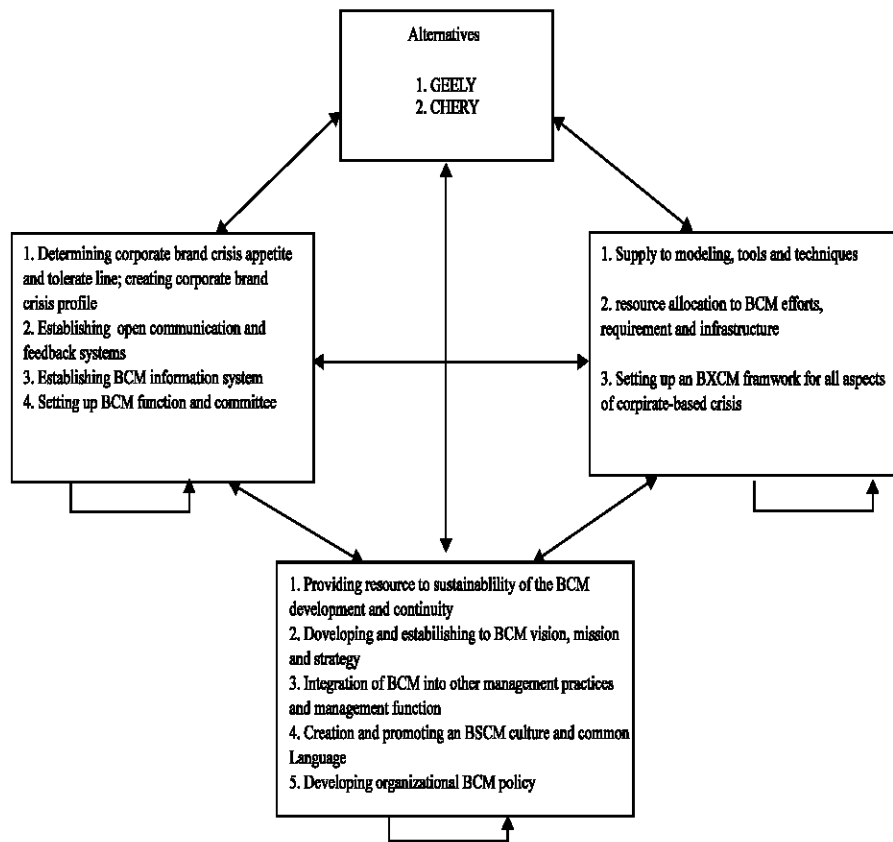 Alternatives
1. GEELY
2. CHERY
1. Determining corporate brand crisis appetite
and tolerate line; creating corporate brand
crisis profile
2. Establishing open communication and
feedback systems
3. Establishing BCM information system
4. Setting up BCM function and committee
1. Supply to modeling, tools and techniques
2. resource allocation to BCM efforts,
requirement and infrastructure
3. Setting up an BXCM framwork for all aspects
of corpirate-based crisis
1. Providing resource to sustainablility of the BCM
development and continuity
2. Doveloping and estabilishing to BCM vision, mission
and strategy
3. Integration of BCM into other management practices
and management function
4. Creation and promoting an BSCM culture and common
Language
5. Developing organizational BCM policy